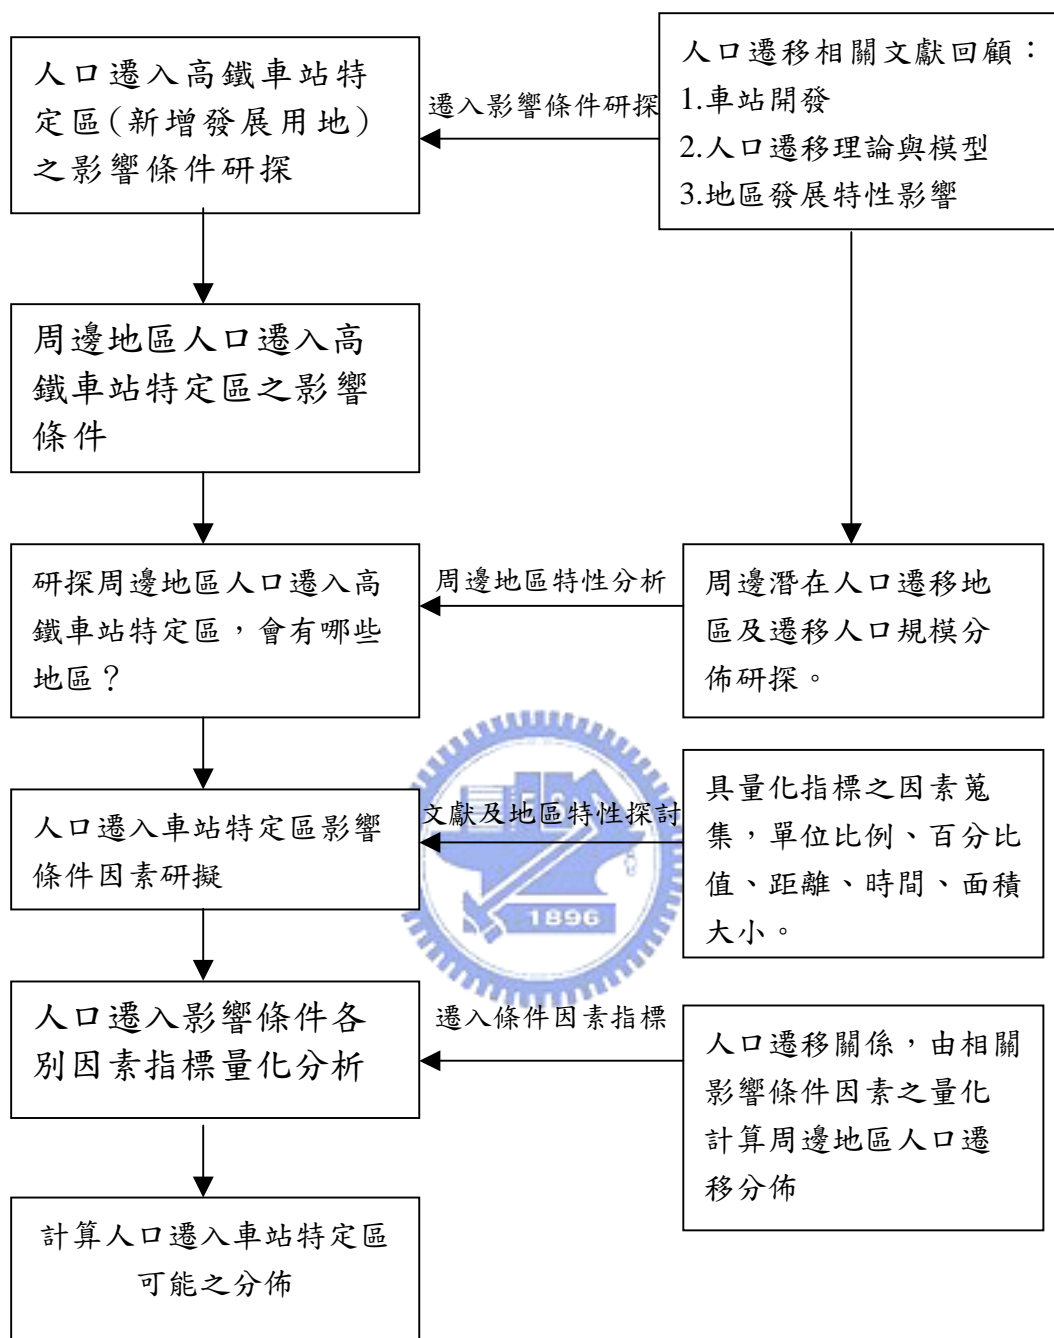 人口遷入高鐵車站特
定區(新增發展用地)
之影響條件研探
遷入影響條件研探
人口遷移相關文獻回顧：
1.車站開發
2.人口遷移理論與模型
3.地區發展特性影響
周邊地區人口遷入高
鐵車站特定區之影響
條件
研探周邊地區人口遷入高
鐵車站特定區，會有哪些
地區？
周邊地區特性分析
周邊潛在人口遷移地
區及遷移人口規模分
佈研探。
人口遷入車站特定區影響
條件因素研擬
文獻及地區特性探討
具量化指標之因素蒐
集，單位比例、百分比
值、距離、時間、面積
大小。
1896
人口遷入影響條件各
別因素指標量化分析
遷入條件因素指標
人口遷移關係，由相關
影響條件因素之量化
計算周邊地區人口遷
移分佈
計算人口遷入車站特定區
可能之分佈